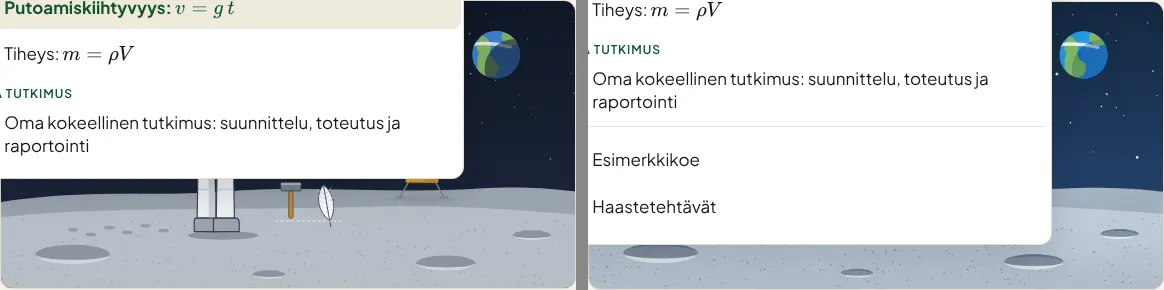 Putoamiskiihtyvyys: v = g t
Tiheys: m = ρV
TUTKIMUS
Oma kokeellinen tutkimus: suunnittelu, toteutus ja
raportointi
Tiheys: m = ρV
TUTKIMUS
Oma kokeellinen tutkimus: suunnittelu, toteutus ja
raportointi
Esimerkkikoe
Haastetehtävät